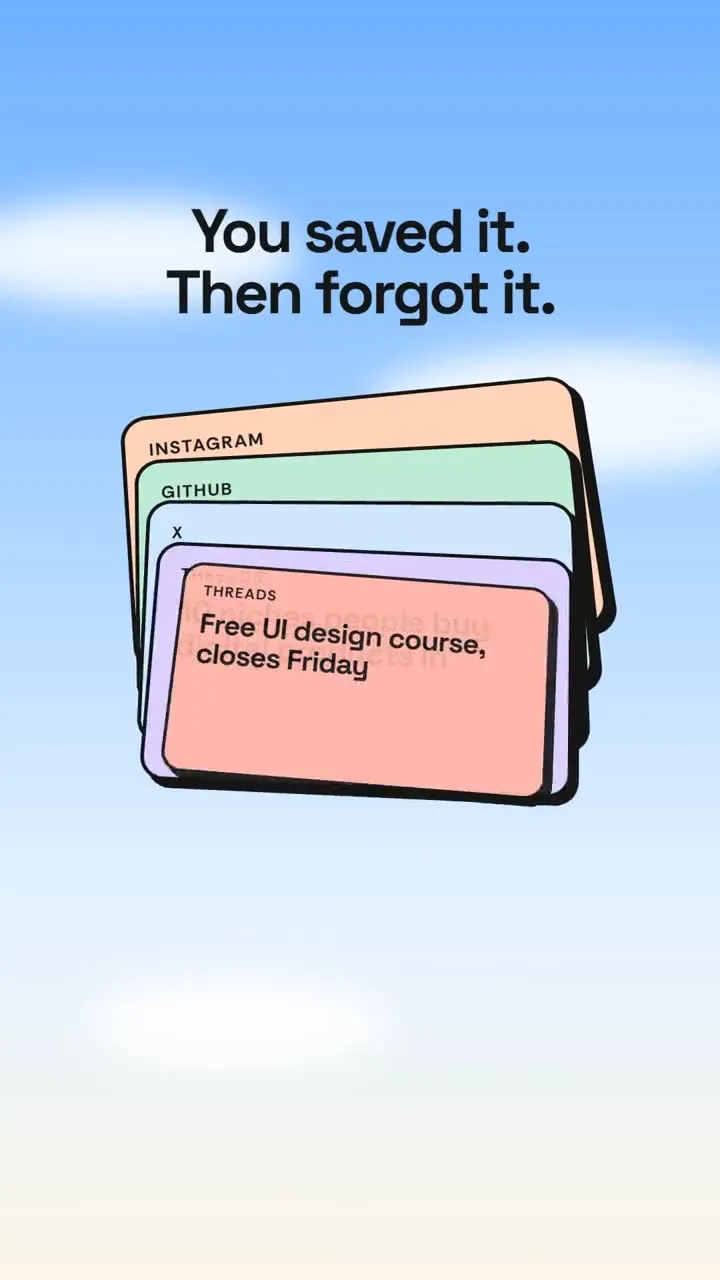 You saved it.
Then forgot it.
INSTAGRAM
GITHUB
X
THREADS
Free UI design course,
closes Friday